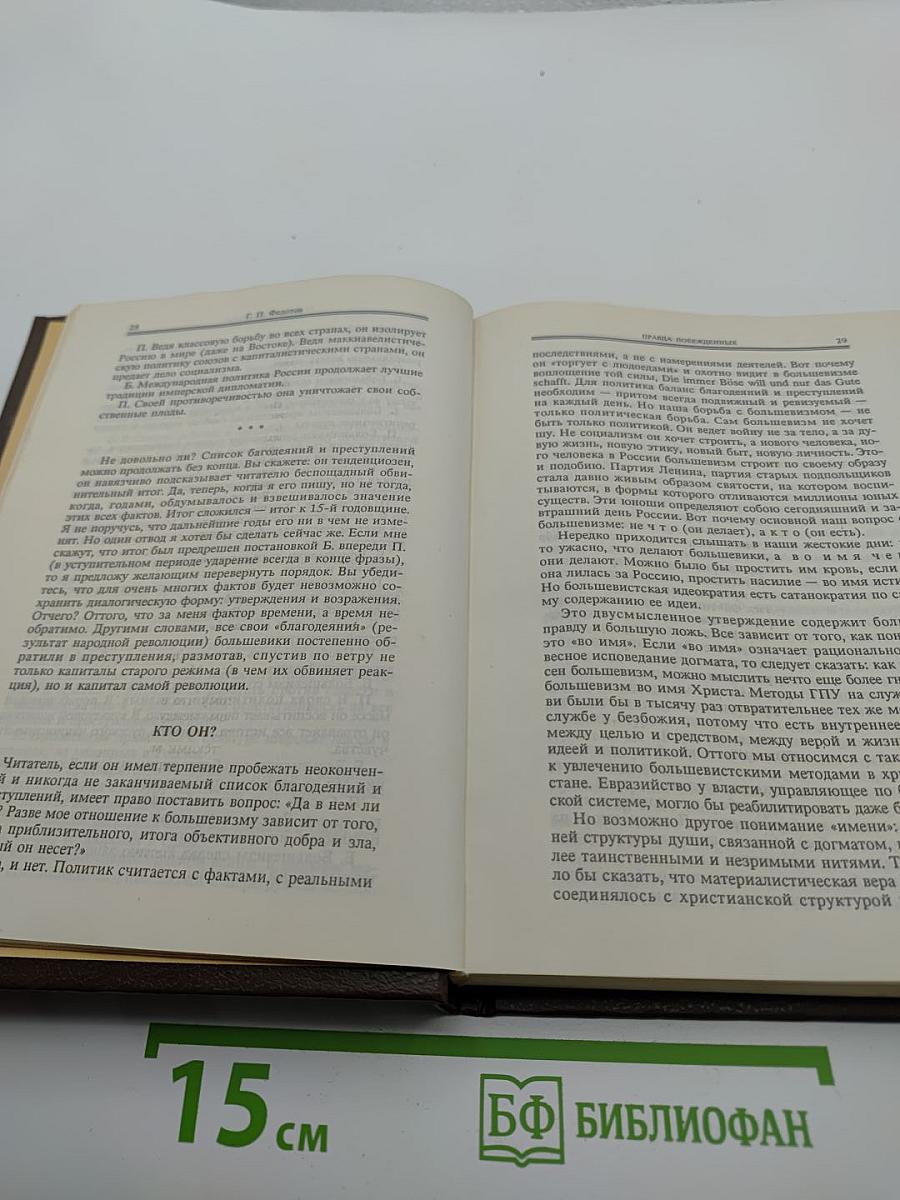 28
Г. П. Федотов
П. Ведя классовую борьбу во всех странах, он изолирует
Россию в мире (даже на Востоке). Ведя маккиавелистиче-
скую политику союзов с капиталистическими странами, он
предает дело социализма.
Б. Международная политика России продолжает лучшие
традиции имперской дипломатии.
П. Своей противоречивостью она уничтожает свои соб-
ственные плоды.
* * *
Не довольно ли? Список багодеяний и преступлений
можно продолжать без конца. Вы скажете: он тенденциозен,
он навязчиво подсказывает читателю беспощадный обви-
нительный итог. Да, теперь, когда я его пишу, но не тогда,
когда, годами, обдумывалось и взвешивалось значение
этих всех фактов. Итог сложился — итог к 15-й годовщине.
Я не поручусь, что дальнейшие годы его ни в чем не изме-
нят. Но один отвод я хотел бы сделать сейчас же. Если мне
скажут, что итог был предрешен постановкой Б. впереди П.
(в уступительном периоде ударение всегда в конце фразы),
то я предложу желающим перевернуть порядок. Вы убеди-
тесь, что для очень многих фактов будет невозможно со-
хранить диалогическую форму: утверждения и возражения.
Отчего? Оттого, что за меня фактор времени, а время не-
обратимо. Другими словами, все свои «благодеяния» (ре-
зультат народной революции) большевики постепенно об-
ратили в преступления, размотав, спустив по ветру не
только капиталы старого режима (в чем их обвиняет реак-
ция), но и капитал самой революции.
КТО ОН?
Читатель, если он имел терпение пробежать неокончен-
й и никогда не заканчиваемый список благодеяний и
ступлений, имеет право поставить вопрос: «Да в нем ли
? Разве мое отношение к большевизму зависит от того,
приблизительного, итога объективного добра и зла,
ый он несет?»
, и нет. Политик считается с фактами, с реальными
ПРАВДА ПОБЕЖДЕННЫХ
29
последствиями, а не с намерениями деятелей. Вот почему
он «торгует с людоедами» и охотно видит в большевизме
воплощение той силы, Die immer Böse will und nur das Gute
schafft. Для политика баланс благодеяний и преступлений
необходим — притом всегда подвижный и ревизуемый —
на каждый день. Но наша борьба с большевизмом — не
только политическая борьба. Сам большевизм не хочет
быть только политикой. Он ведет войну не за тело, а за ду-
шу. Не социализм он хочет строить, а нового человека, но-
вую жизнь, новую этику, новый быт, новую личность. Это-
го человека в России большевизм строит по своему образу
и подобию. Партия Ленина, партия старых подпольщиков
стала давно живым образом святости, на котором воспи-
тываются, в формы которого отливаются миллионы юных
существ. Эти юноши определяют собою сегодняшний и за-
втрашний день России. Вот почему основной наш вопрос о
большевизме: не что (он делает), а кто (он есть).
Нередко приходится слышать в наши жестокие дни:
то ужасно, что делают большевики, а во имя че
они делают. Можно было бы простить им кровь, если
она лилась за Россию, простить насилие — во имя исти
Но большевистская идеократия есть сатанократия по с
му содержанию ее идеи.
Это двусмысленное утверждение содержит боль
правду и большую ложь. Все зависит от того, как пон
это «во имя». Если «во имя» означает рационально
весное исповедание догмата, то следует сказать: как
сен большевизм, можно мыслить нечто еще более гн
большевизм во имя Христа. Методы ГПУ на служ
ви были бы в тысячу раз отвратительнее тех же м
службе у безбожия, потому что есть внутреннее
между целью и средством, между верой и жизн
идеей и политикой. Оттого мы относимся с так
к увлечению большевистскими методами в хр
стане. Евразийство у власти, управляющее по
ской системе, могло бы реабилитировать даже б
Но возможно другое понимание «имени»:
ней структуры души, связанной с догматом,
лее таинственными и незримыми нитями. Т
ло бы сказать, что материалистическая вера
соединялось с христианской структурой
15 см
БФ БИБЛИОФАН